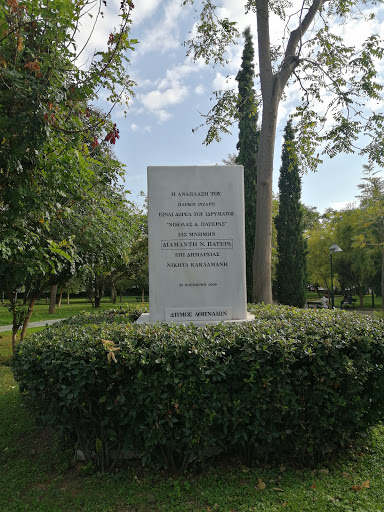 Η ΑΝΑΠΛΑΣΗ ΤΟΥ
ΠΑΡΚΟΥ ΡΙΖΑΡΗ
ΕΙΝΑΙ ΔΩΡΕΑ ΤΟΥ ΙΔΡΥΜΑΤΟΣ
"ΝΙΚΟΛΑΣ Δ. ΠΑΤΕΡΑΣ"
ΕΙΣ ΜΝΗΜΗΝ
ΔΙΑΜΑΝΤΗ Ν. ΠΑΤΕΡΑ
ΕΠΙ ΔΗΜΑΡΧΙΑΣ
ΝΙΚΗΤΑ ΚΑΚΛΑΜΑΝΗ
ΝΟΕΜΒΡΙΟΥ
ΔΗΜΟΣ ΑΘΗΝΑΙΩΝ